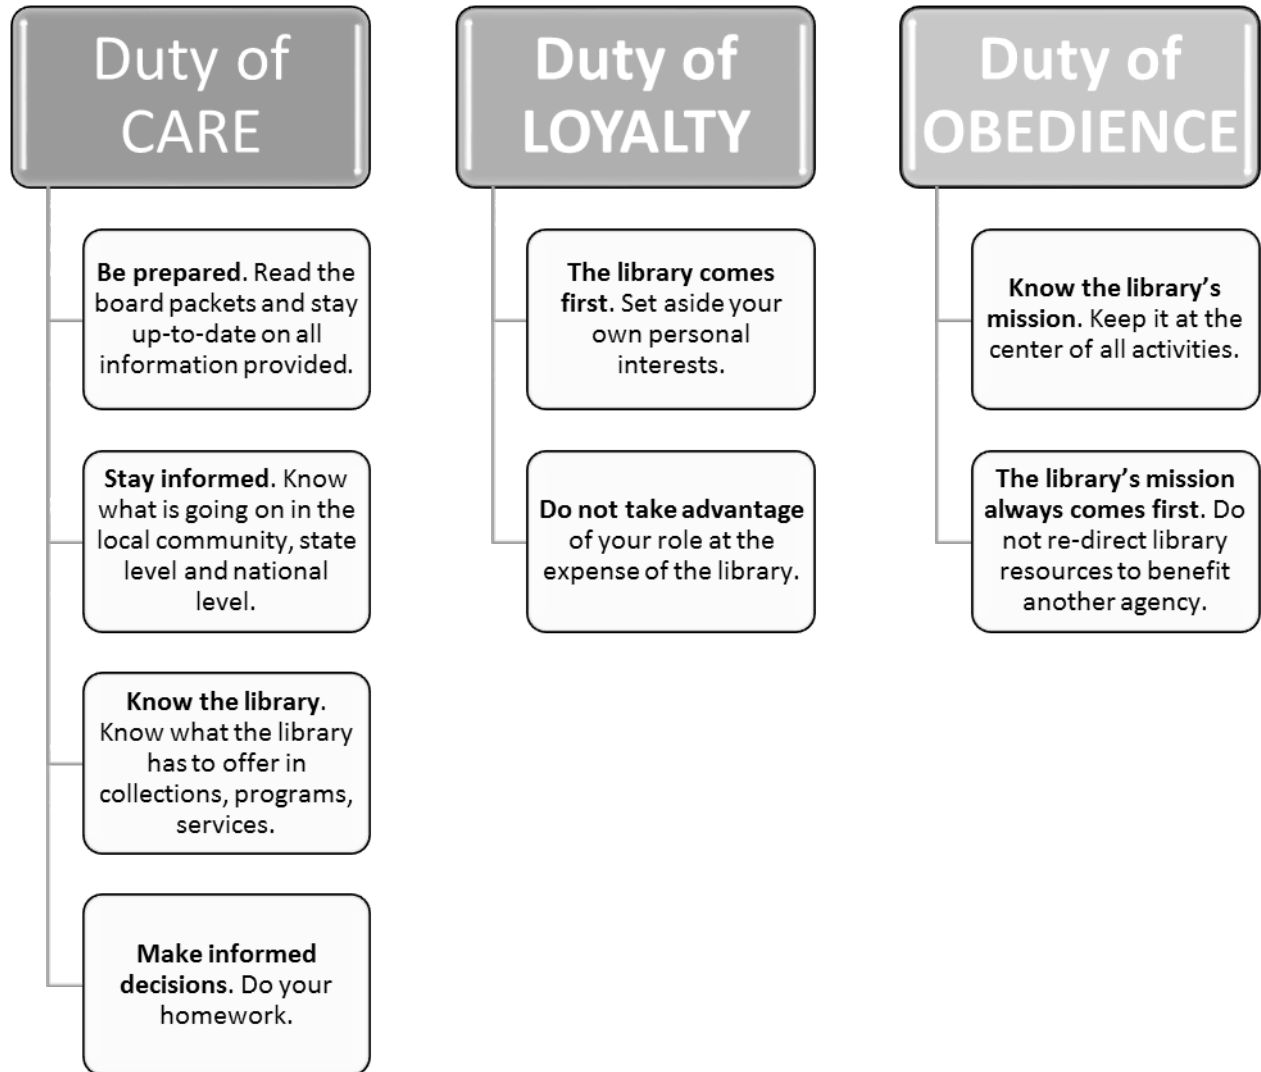 Duty of
CARE
Be prepared. Read the
board packets and stay
up-to-date on all
information provided.
Stay informed. Know
what is going on in the
local community, state
level and national
level.
Know the library.
Know what the library
has to offer in
collections, programs,
services.
Make informed
decisions. Do your
homework.
Duty of
LOYALTY
The library comes
first. Set aside your
own personal
interests.
Do not take advantage
of your role at the
expense of the library.
Duty of
OBEDIENCE
Know the library’s
mission. Keep it at the
center of all activities.
The library’s mission
always comes first. Do
not re-direct library
resources to benefit
another agency.